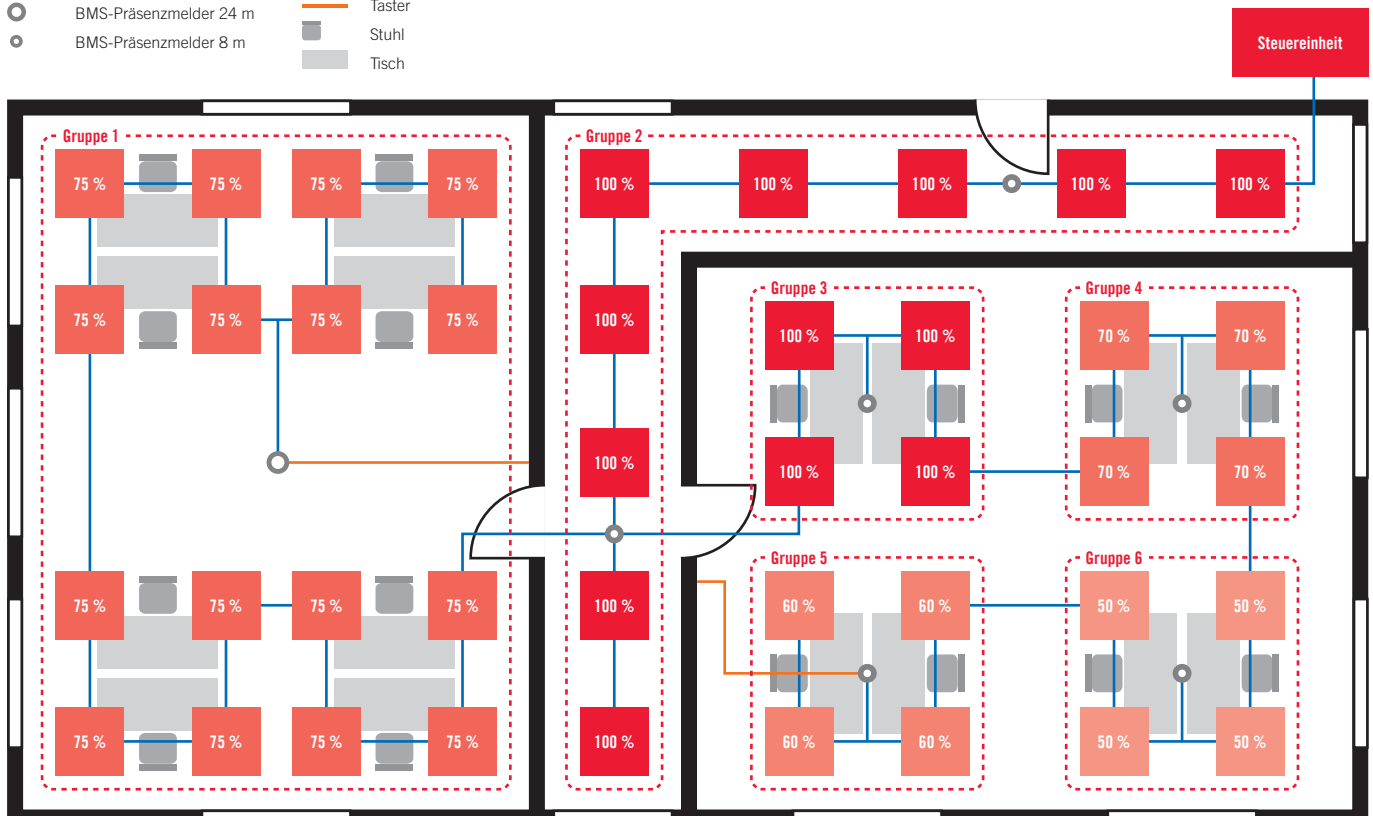 BMS-Präsenzmelder 24 m
BMS-Präsenzmelder 8 m
Taster
Stuhl
Tisch
Steuereinheit
Gruppe 1
Gruppe 2
75 % 75 % 75 % 75 % 100 % 100 % 100 % 100 % 100 %
Gruppe 3 Gruppe 4
75 % 75 % 75 % 75 % 100 %
100 % 100 % 70 % 70 %
100 % 100 % 100 % 70 % 70 %
Gruppe 5 Gruppe 6
75 % 75 % 75 % 75 % 100 % 60 % 60 % 50 % 50 %
75 % 75 % 75 % 75 % 100 % 60 % 60 % 50 % 50 %